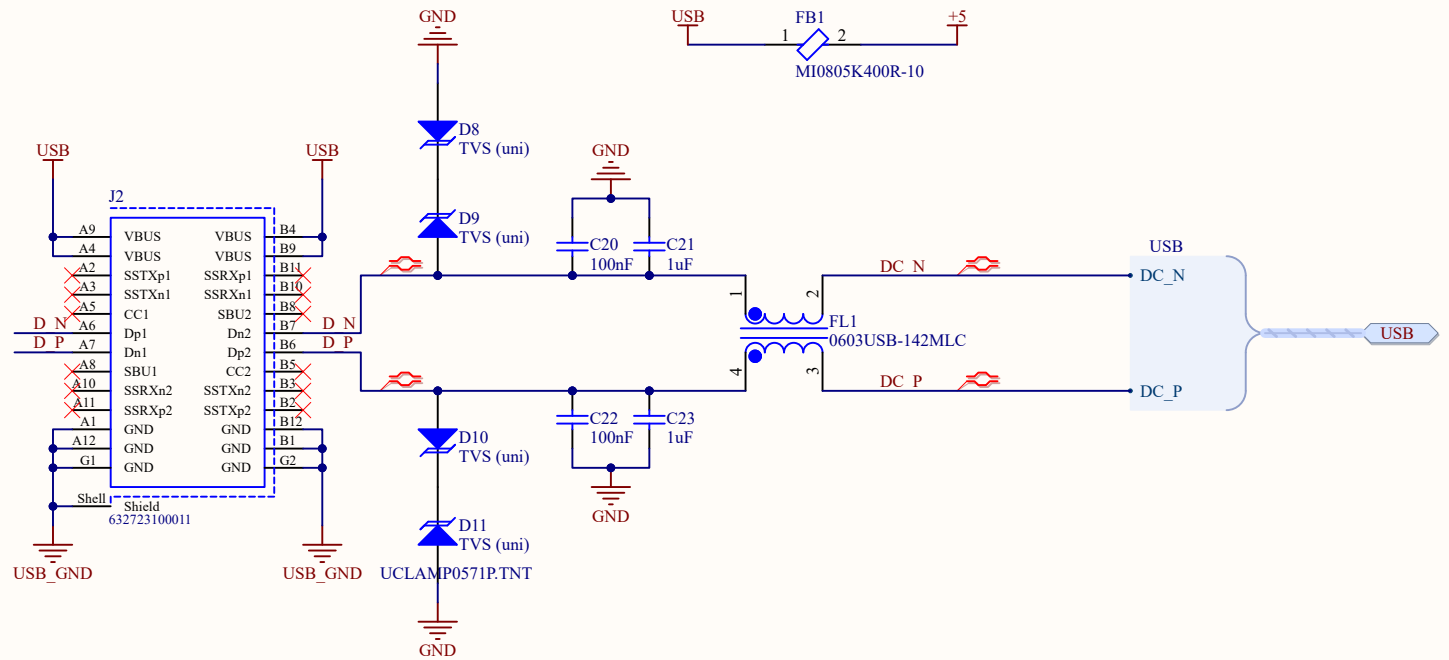 GND
USB
FB1
+5
1
2
MI0805K400R-10
D8
TVS (uni)
USB
USB
GND
J2
D9
TVS (uni)
A9
VBUS
VBUS
B4
A4
VBUS
VBUS
B9
A2
SSTXp1
SSRXp1
B11
A3
SSTXn1
SSRXn1
B10
A5
CC1
SBU2
B8
D_N
A6
Dp1
Dn2
B7
D_N
D_P
A7
Dn1
Dp2
B6
D_P
A8
SBU1
CC2
B5
A10
SSRXn2
SSTXn2
B3
A11
SSRXp2
SSTXp2
B2
A1
GND
GND
B12
A12
GND
GND
B1
G1
GND
GND
G2
Shell
Shield
632723100011
USB_GND
USB_GND
C20
100nF
C21
1uF
DC_N
USB
DC_N
1
2
FL1
0603USB-142MLC
4
3
USB
DC_P
DC_P
C22
100nF
C23
1uF
D10
TVS (uni)
GND
D11
TVS (uni)
UCLAMP0571P.TNT
GND